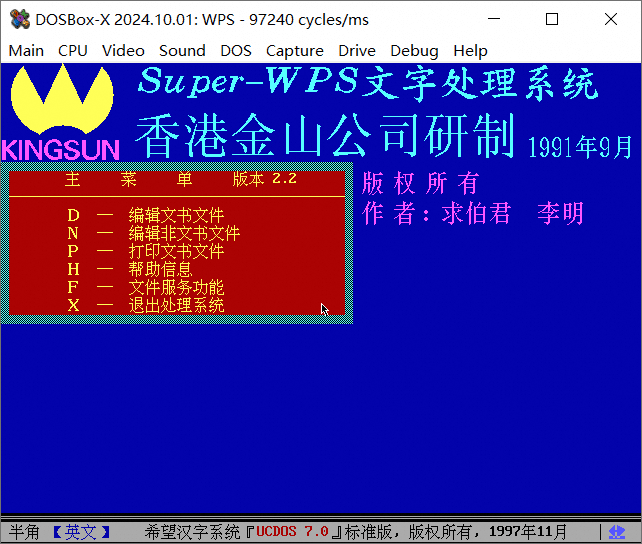 DOSBox-X 2024.10.01: WPS - 97240 cycles/ms
Main CPU Video Sound DOS Capture Drive Debug Help
Super-WPS文字处理系统
KINGSUN 香港金山公司研制 1991年9月
主 菜 单 版本 2.2
版 权 所 有
作 者：求伯君 李明
D — 编辑文书文件
N — 编辑非文书文件
P — 打印文书文件
H — 帮助信息
F — 文件服务功能
X — 退出处理系统
半角 【英文】 希望汉字系统『UCDOS 7.0』标准版，版权所有，1997年11月